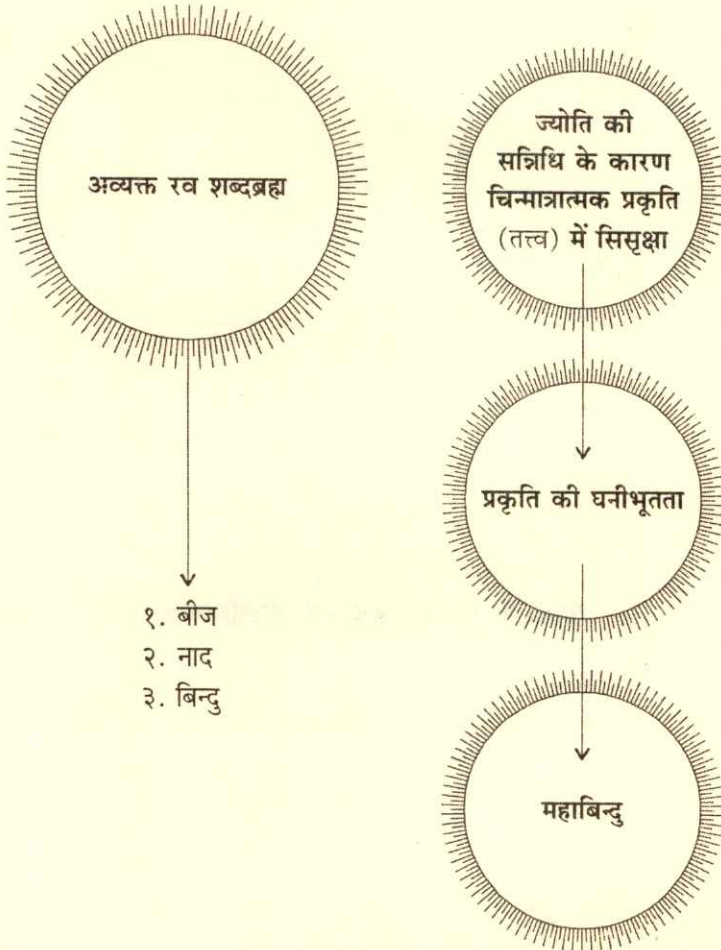 अव्यक्त रव शब्दब्रह्म
१. बीज
२. नाद
३. बिन्दु
ज्योति की
सन्निधि के कारण
चिन्मात्रात्मक प्रकृति
(तत्त्व) में सिसृक्षा
प्रकृति की घनीभूतता
महाबिन्दु